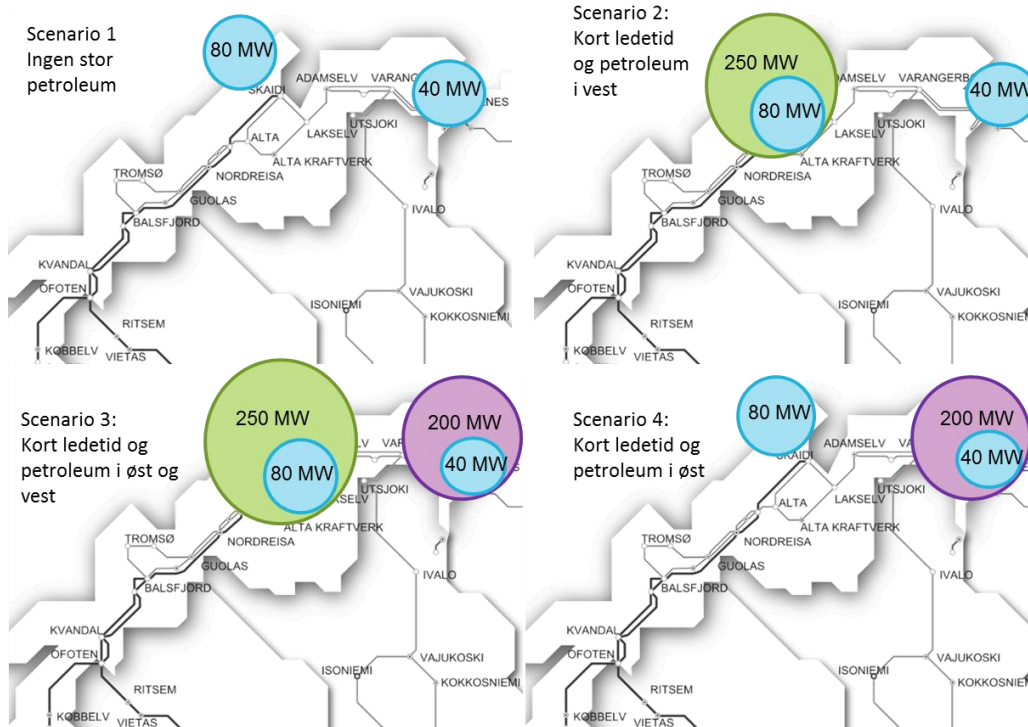 Scenario 1
Ingen stor
petroleum
80 MW
40 MW
SKAIDI
ADAMSELV
LAKSELV
UTSJOKI
ALTA
ALTA KRAFTVERK
TROMSØ
NORDREISA
GUOLAS
BALSFJORD
IVALO
KVANDAL
OFOTEN
RITSEM
KOBBELV
VIETAS
ISONIEMI
VAJUKOSKI
KOKKOSNIEMI
Scenario 2:
Kort ledetid
og petroleum
i vest
250 MW
80 MW
40 MW
LAKSELV
UTSJOKI
ALTA KRAFTVERK
TROMSØ
NORDREISA
GUOLAS
BALSFJORD
IVALO
KVANDAL
OFOTEN
RITSEM
KOBBELV
VIETAS
ISONIEMI
VAJUKOSKI
Scenario 3:
Kort ledetid og
petroleum i øst og
vest
250 MW
80 MW
200 MW
40 MW
UTSJOKI
ALTA KRAFTVERK
TROMSØ
NORDREISA
GUOLAS
BALSFJORD
IVALO
KVANDAL
OFOTEN
RITSEM
KOBBELV
VIETAS
ISONIEMI
VAJUKOSKI
KOKKOSNIEMI
Scenario 4:
Kort ledetid og
petroleum i øst
80 MW
200 MW
40 MW
SKAIDI
ADAMSELV
LAKSELV
UTSJOKI
ALTA
ALTA KRAFTVERK
TROMSØ
NORDREISA
GUOLAS
BALSFJORD
IVALO
KVANDAL
OFOTEN
RITSEM
KOBBELV
VIETAS
ISONIEMI
VAJUKOSKI